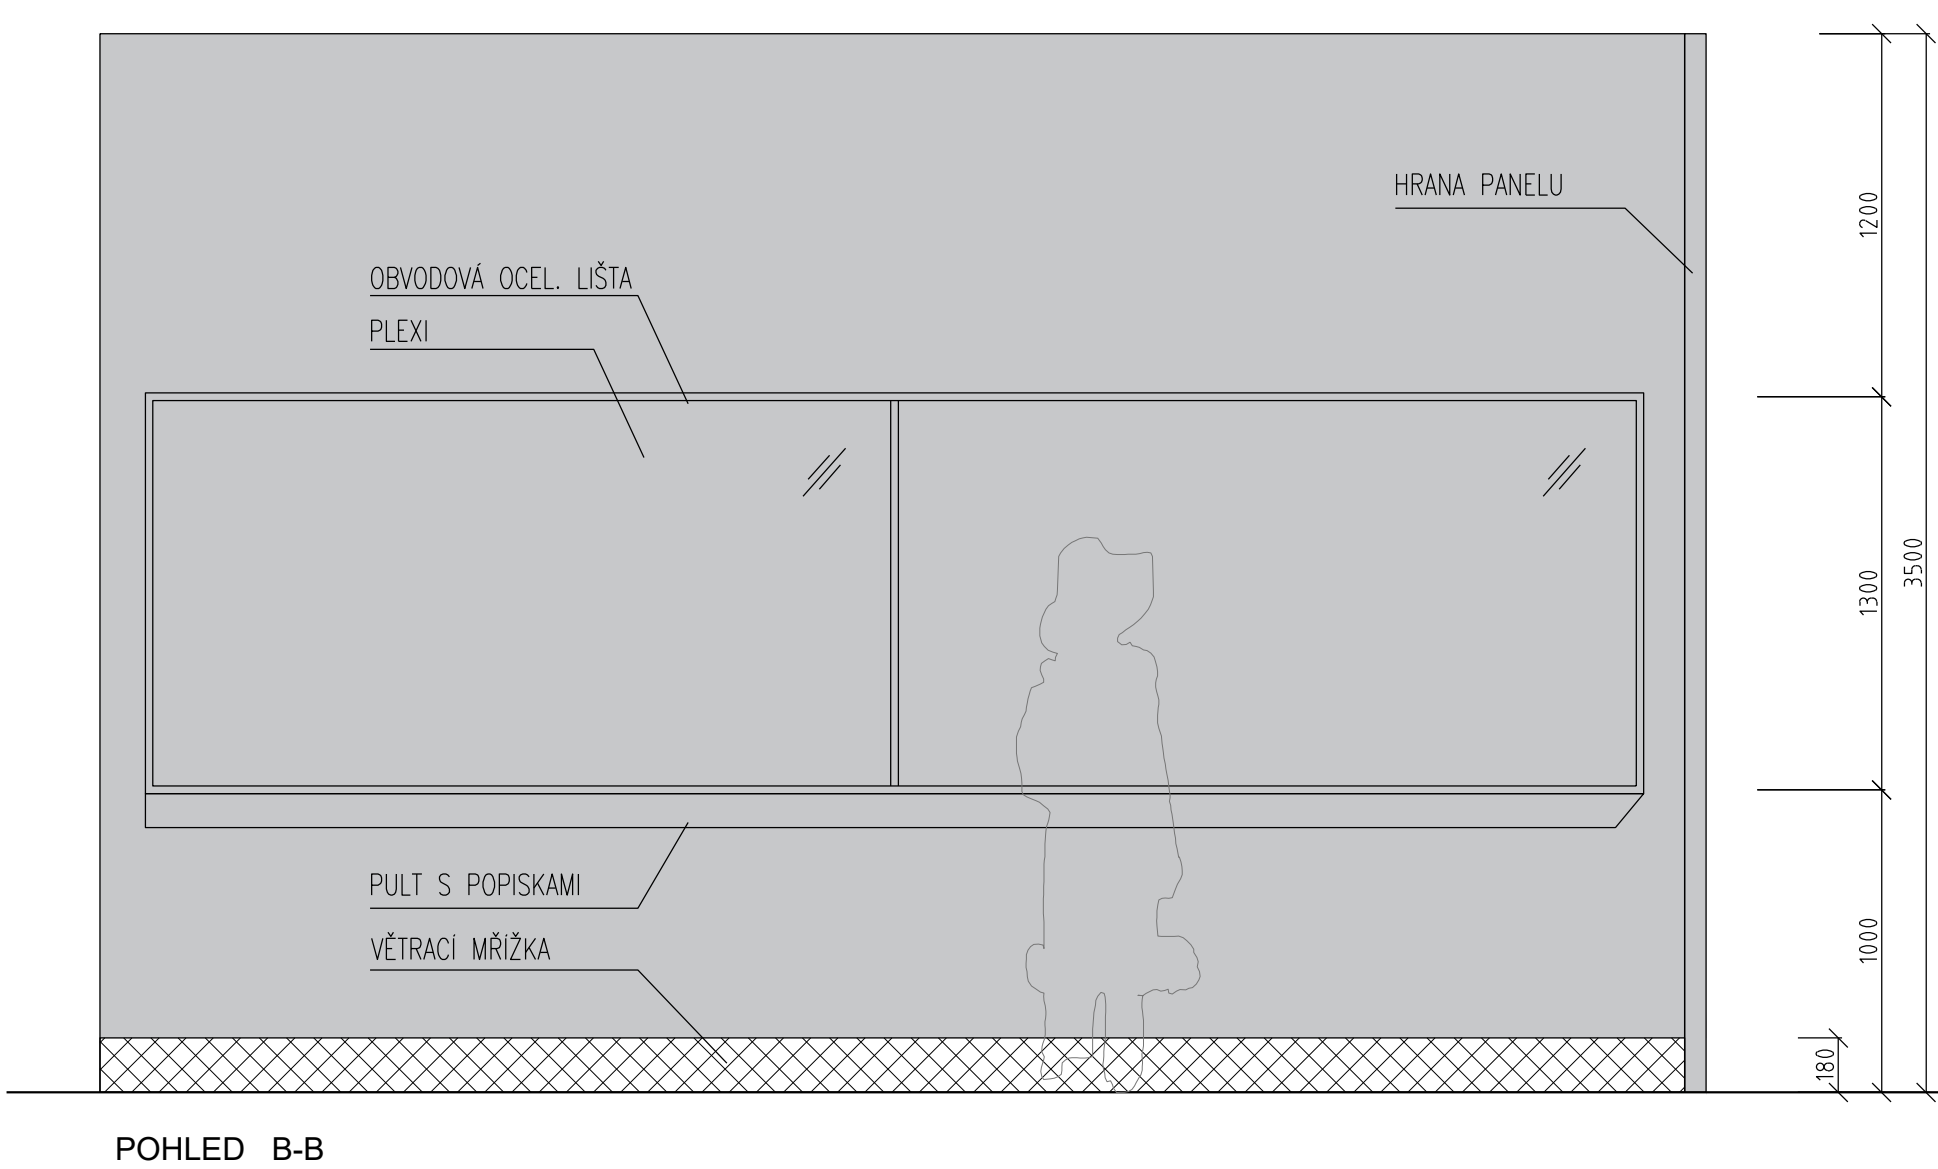 HRANA PANELU
1200
OBVODOVÁ OCEL. LIŠTA
PLEXI
3500
1300
PULT S POPISKAMI
VĚTRACÍ MŘÍŽKA
1000
180
POHLED B-B